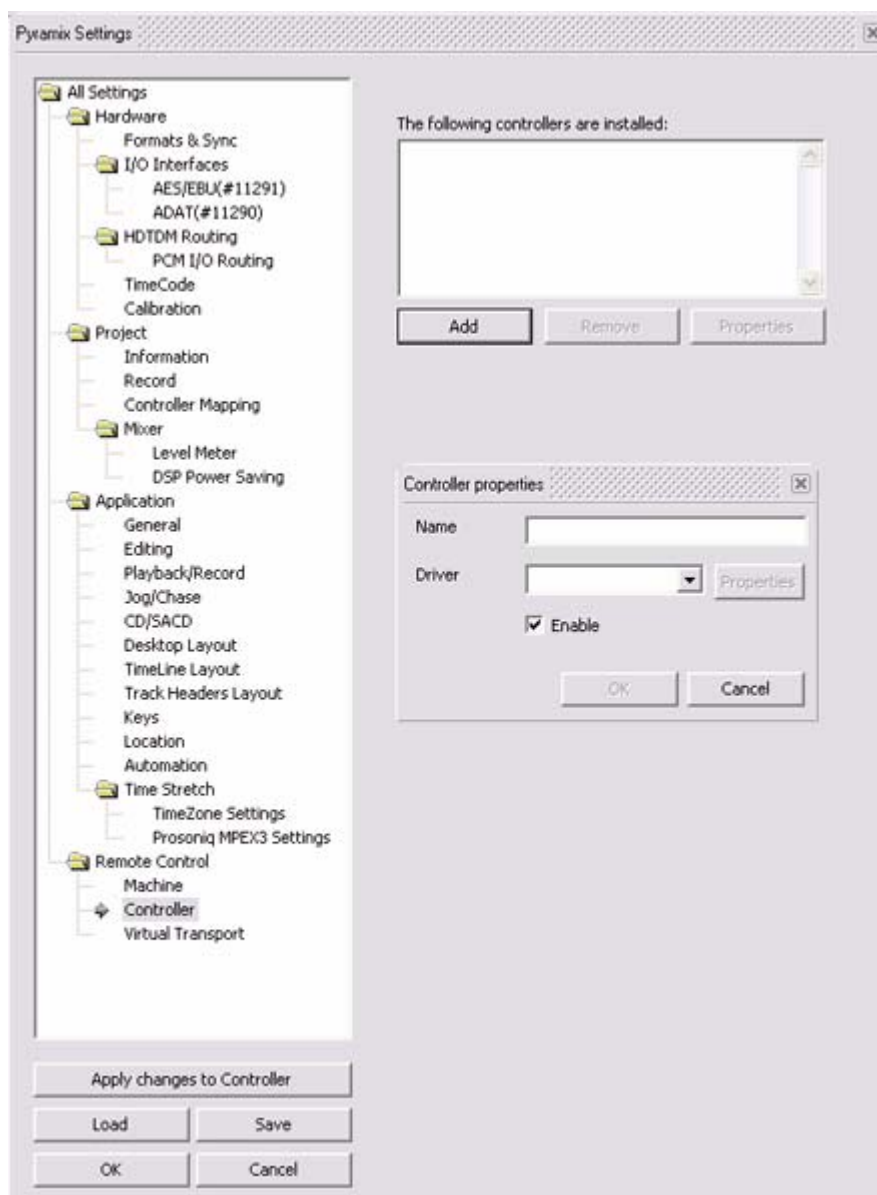 Pyramix Settings
All Settings
Hardware
Formats & Sync
I/O Interfaces
AES/EBU(#11291)
ADAT(#11290)
HDTDM Routing
PCM I/O Routing
TimeCode
Calibration
Project
Information
Record
Controller Mapping
Mixer
Level Meter
DSP Power Saving
Application
General
Editing
Playback/Record
Jog/Chase
CD/SACD
Desktop Layout
TimeLine Layout
Track Headers Layout
Keys
Location
Automation
Time Stretch
TimeZone Settings
Prosoniq MPEX3 Settings
Remote Control
Machine
Controller
Virtual Transport
Apply changes to Controller
Load Save
OK Cancel
The following controllers are installed:
Add Remove Properties
Controller properties
Name
Driver Properties
Enable
OK Cancel